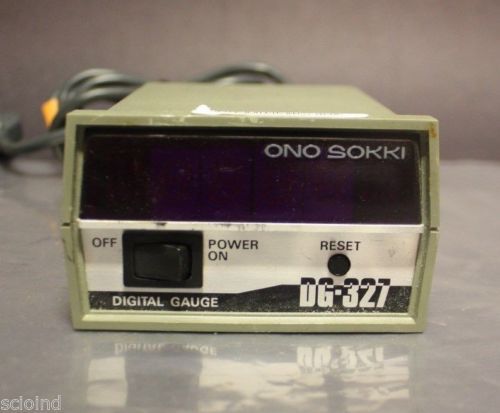 ONO SOKKI
OFF POWER ON RESET
DIGITAL GAUGE DG-327
scioind